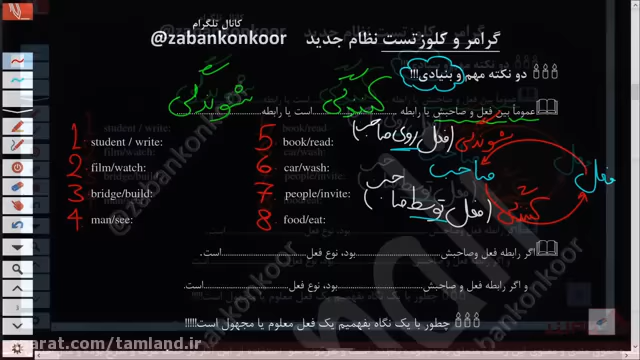 کانال تلگرام
@zabankonkoor
گرامر و کلوزتست نظام جدید
دو نکته مهم و بنیادی!!!
شوندگی
کنندگی
عموماً بین فعل و صاحبش یا رابطه ........ است یا رابطه ........ است.
شوندگی (فعل روی صاحب)
1 student / write:
5 book/read:
2 film/watch:
6 car/wash:
3 bridge/build:
7 people/invite:
4 man/see:
8 food/eat:
صاحب
فعل
کنندگی (فعل توسط صاحب)
اگر رابطه فعل وصاحبش ........ بود، نوع فعل ........ است.
و اگر رابطه فعل و صاحبش ........ بود، نوع فعل ........ است.
چطور با یک نگاه بفهمیم یک فعل معلوم یا مجهول است!!!!!
@zabankonkoor
arat.com/tamland.ir